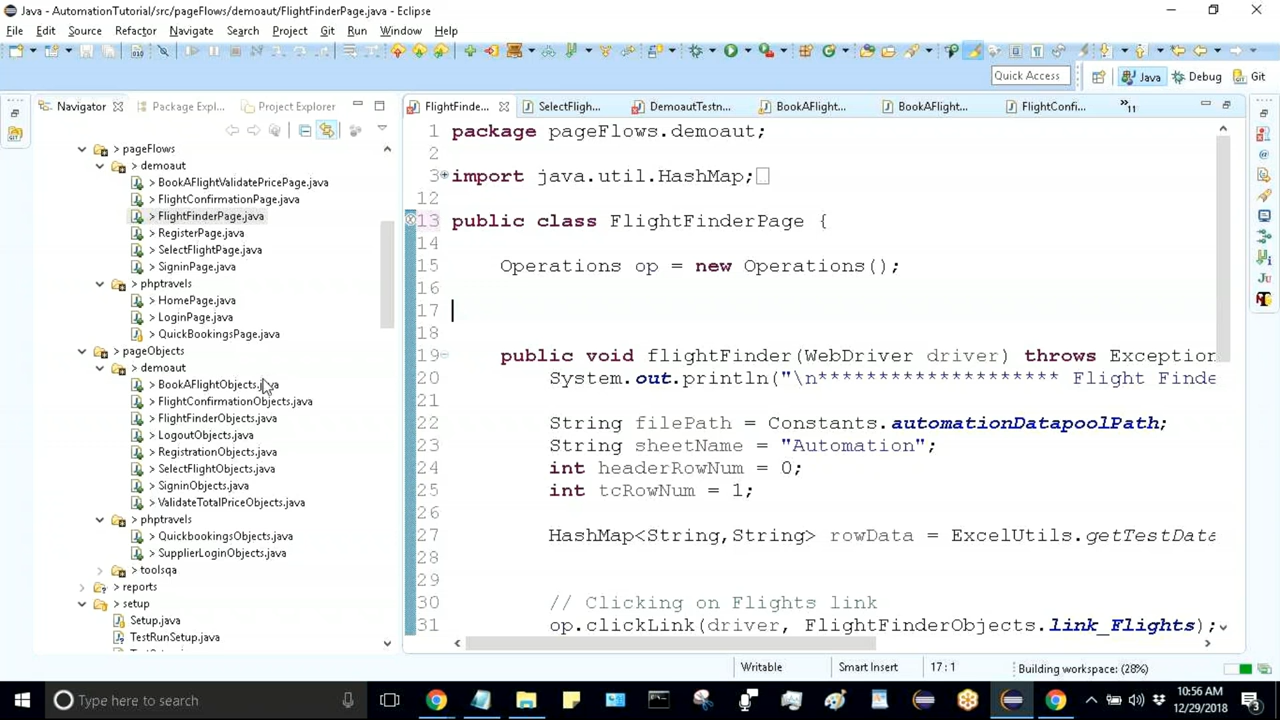 Java - AutomationTutorial/src/pageFlows/demoaut/FlightFinderPage.java - Eclipse
File Edit Source Refactor Navigate Search Project Git Run Window Help
Quick Access
Java
Debug
Git
Navigator
Package Expl...
Project Explorer
> pageFlows
> demoaut
> BookAFlightValidatePricePage.java
> FlightConfirmationPage.java
> FlightFinderPage.java
> RegisterPage.java
> SelectFlightPage.java
> SigninPage.java
> phptravels
> HomePage.java
> LoginPage.java
> QuickBookingsPage.java
> pageObjects
> demoaut
> BookAFlightObjects.java
> FlightConfirmationObjects.java
> FlightFinderObjects.java
> LogoutObjects.java
> RegistrationObjects.java
> SelectFlightObjects.java
> SigninObjects.java
> ValidateTotalPriceObjects.java
> phptravels
> QuickbookingsObjects.java
> SupplierLoginObjects.java
> toolsqa
> reports
> setup
Setup.java
TestRunSetup.java
FlightFinde...
SelectFligh...
DemoautTestn...
BookAFlight...
BookAFlight...
FlightConfi...
»11
1 package pageFlows.demoaut;
2
3 import java.util.HashMap;
12
13 public class FlightFinderPage {
14
15 Operations op = new Operations();
16
17
18
19 public void flightFinder(WebDriver driver) throws Exception
20 System.out.println("\n******************** Flight Finde
21
22 String filePath = Constants.automationDatapoolPath;
23 String sheetName = "Automation";
24 int headerRowNum = 0;
25 int tcRowNum = 1;
26
27 HashMap<String,String> rowData = ExcelUtils.getTestData
28
29
30 // Clicking on Flights link
31 op.clickLink(driver, FlightFinderObjects.link_Flights);
Writable
Smart Insert
17 : 1
Building workspace: (28%)
Type here to search
10:56 AM
12/29/2018
3